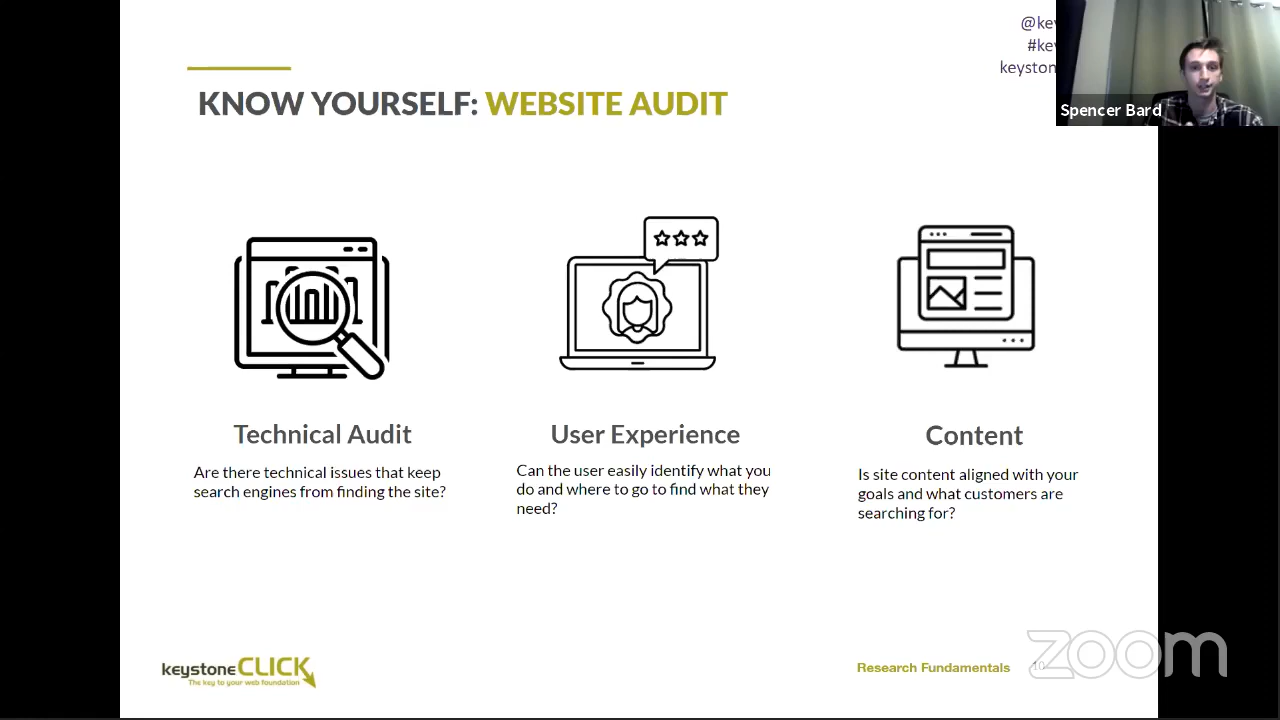 @key
#key
keyston
Spencer Bard
KNOW YOURSELF: WEBSITE AUDIT
Technical Audit
Are there technical issues that keep
search engines from finding the site?
User Experience
Can the user easily identify what you
do and where to go to find what they
need?
Content
Is site content aligned with your
goals and what customers are
searching for?
keystoneCLICK
The key to your web foundation
Research Fundamentals
10
zoom